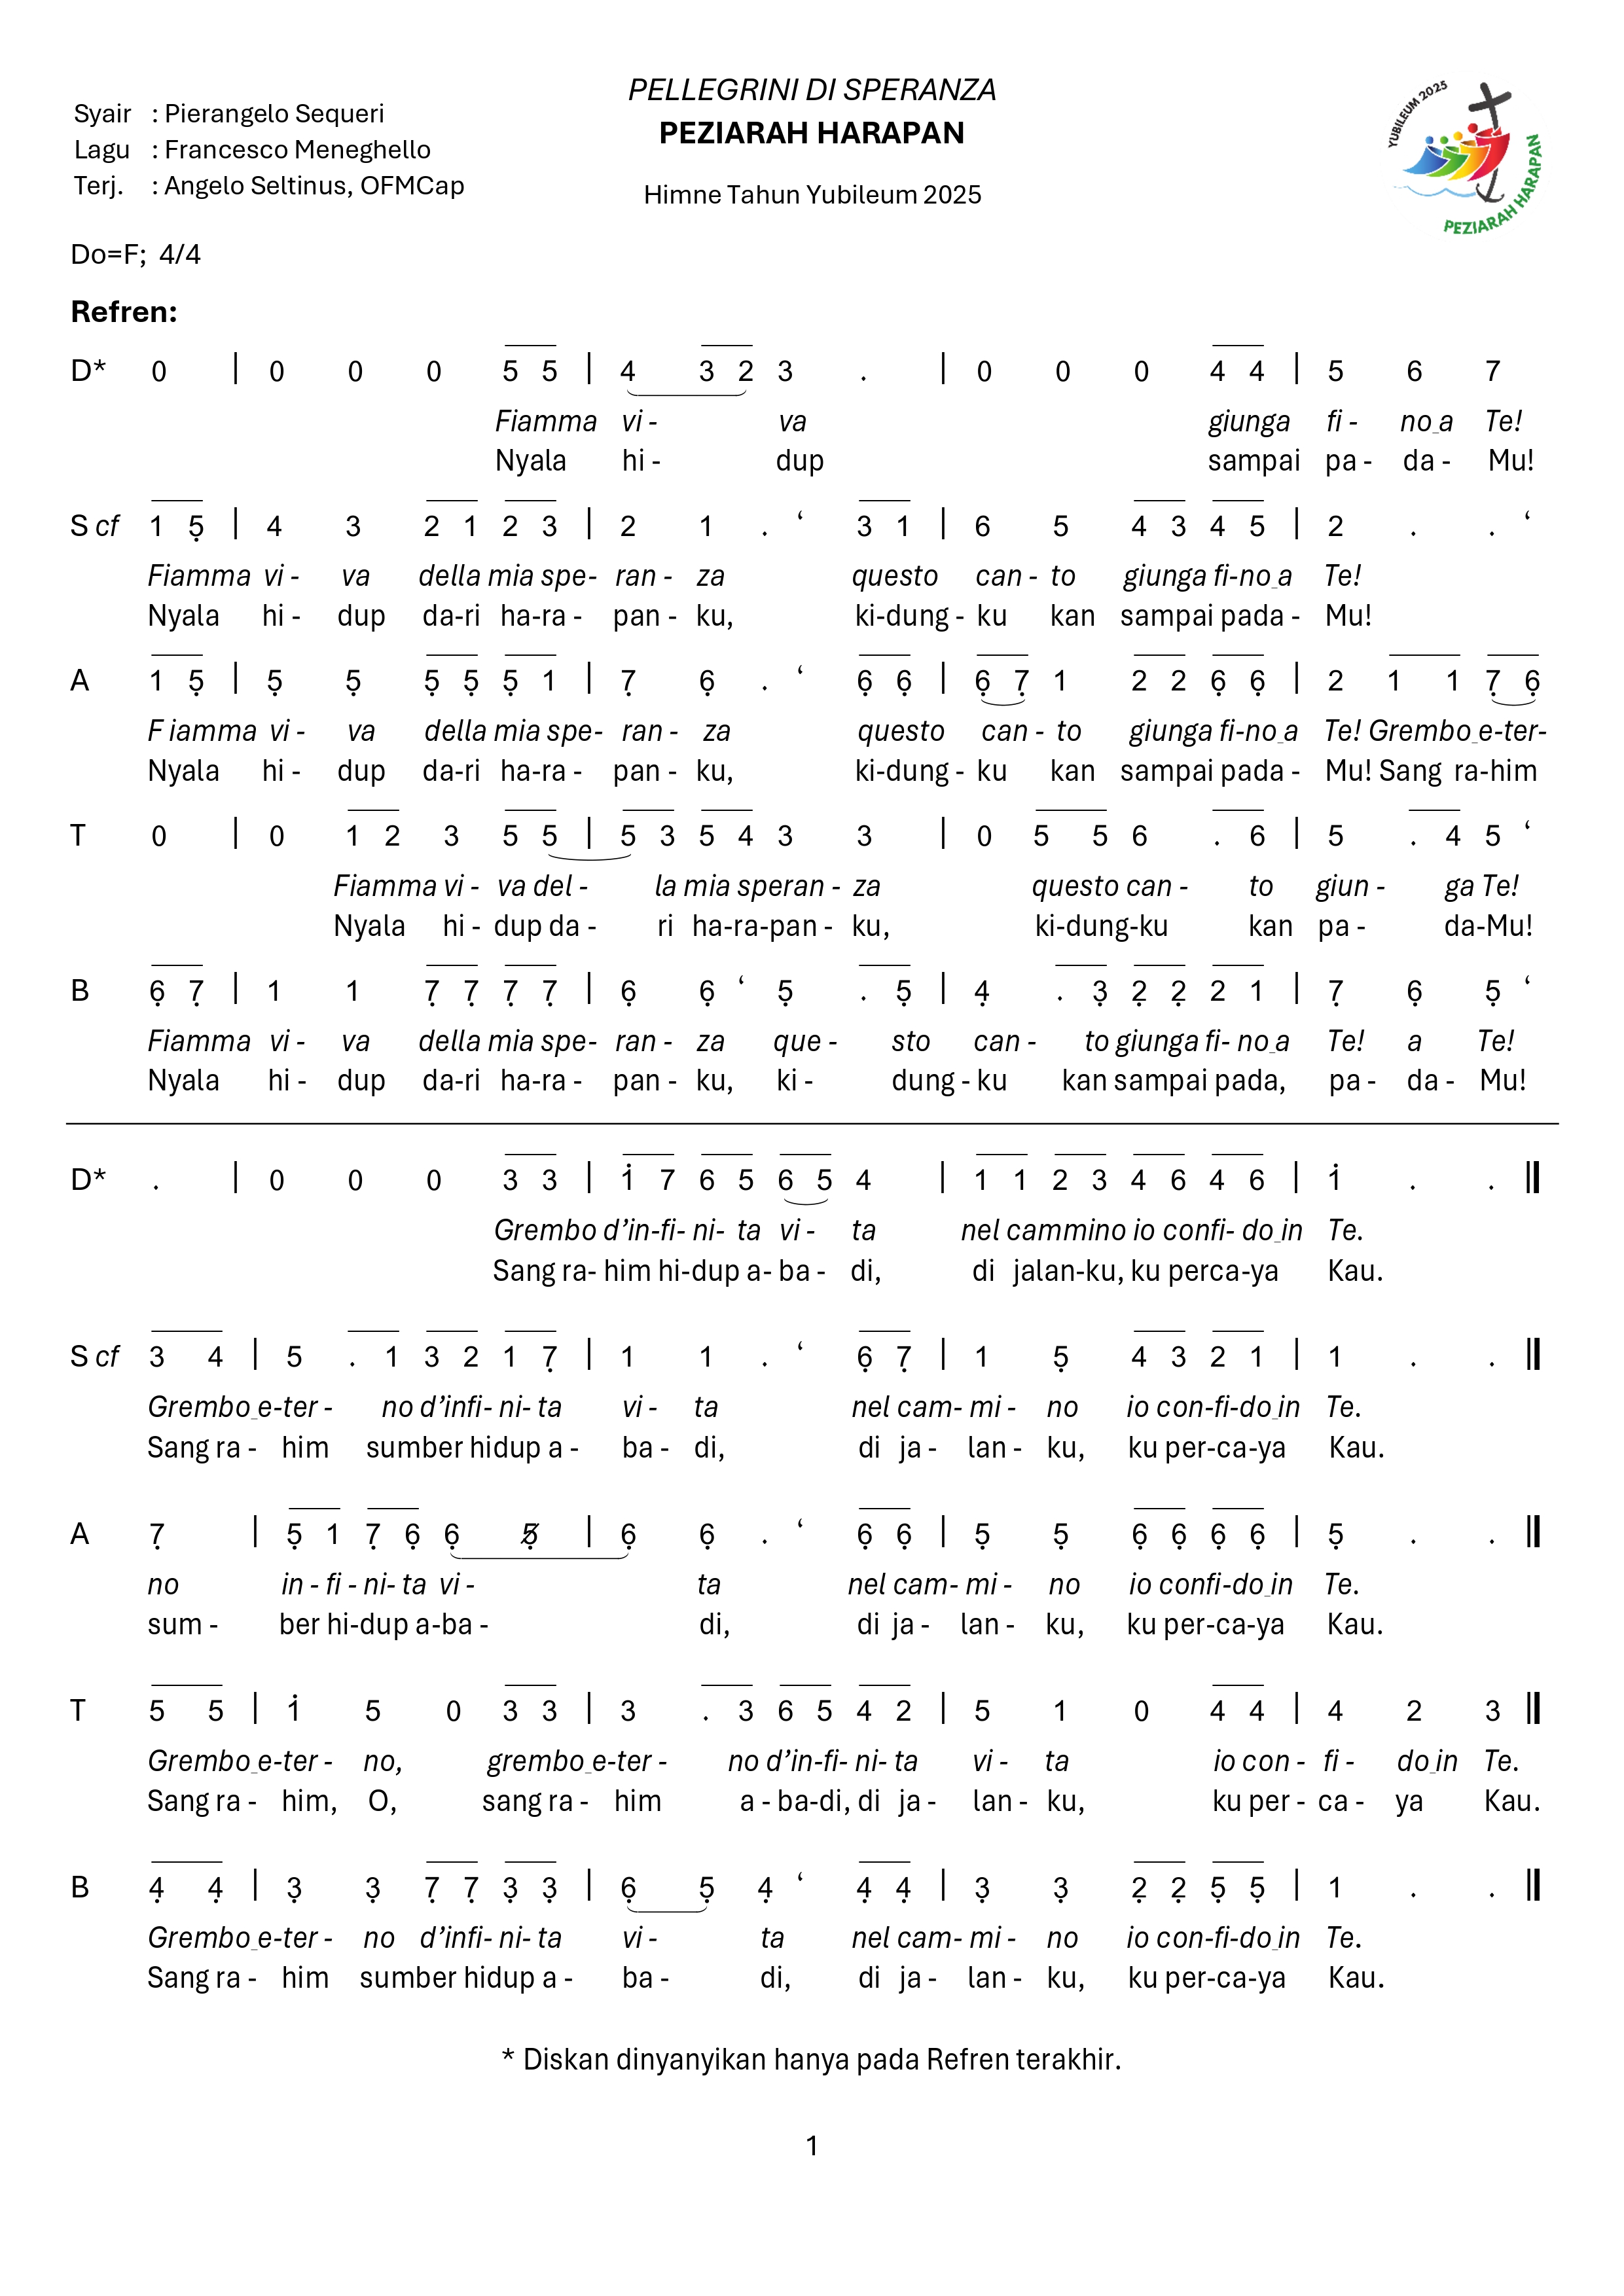 PELLEGRINI DI SPERANZA
PEZIARAH HARAPAN
Himne Tahun Yubileum 2025
Syair : Pierangelo Sequeri
Lagu : Francesco Meneghello
Terj. : Angelo Seltinus, OFMCap
YUBILEUM 2025
PEZIARAH HARAPAN
Do=F; 4/4
Refren:
D* 0 | 0 0 0 5 5 | 4 3 2 3 . | 0 0 0 4 4 | 5 6 7
Fiamma vi - va giunga fi - no_a Te!
Nyala hi - dup sampai pa - da - Mu!
S cf 1 5̣ | 4 3 2 1 2 3 | 2 1 . ‘ 3 1 | 6 5 4 3 4 5 | 2 . . ‘
Fiamma vi - va della mia spe- ran - za questo can - to giunga fi-no_a Te!
Nyala hi - dup da-ri ha-ra - pan - ku, ki-dung - ku kan sampai pada - Mu!
A 1 5̣ | 5̣ 5̣ 5̣ 5̣ 5̣ 1 | 7̣ 6̣ . ‘ 6̣ 6̣ | 6̣ 7̣ 1 2 2 6̣ 6̣ | 2 1 1 7̣ 6̣
F iamma vi - va della mia spe- ran - za questo can - to giunga fi-no_a Te! Grembo_e-ter-
Nyala hi - dup da-ri ha-ra - pan - ku, ki-dung - ku kan sampai pada - Mu! Sang ra-him
T 0 | 0 1 2 3 5 5 | 5 3 5 4 3 3 | 0 5 5 6 . 6 | 5 . 4 5 ‘
Fiamma vi - va del - la mia speran - za questo can - to giun - ga Te!
Nyala hi - dup da - ri ha-ra-pan - ku, ki-dung-ku kan pa - da-Mu!
B 6̣ 7̣ | 1 1 7̣ 7̣ 7̣ 7̣ | 6̣ 6̣ ‘ 5̣ . 5̣ | 4̣ . 3̣ 2̣ 2̣ 2 1 | 7̣ 6̣ 5̣ ‘
Fiamma vi - va della mia spe- ran - za que - sto can - to giunga fi- no_a Te! a Te!
Nyala hi - dup da-ri ha-ra - pan - ku, ki - dung - ku kan sampai pada, pa - da - Mu!
D* . | 0 0 0 3 3 | 1̇ 7 6 5 6 5 4 | 1 1 2 3 4 6 4 6 | 1̇ . . ‖
Grembo d’in-fi- ni- ta vi - ta nel cammino io confi- do_in Te.
Sang ra- him hi-dup a- ba - di, di jalan-ku, ku perca-ya Kau.
S cf 3 4 | 5 . 1 3 2 1 7̣ | 1 1 . ‘ 6̣ 7̣ | 1 5̣ 4 3 2 1 | 1 . . ‖
Grembo_e-ter - no d’infi- ni- ta vi - ta nel cam- mi - no io con-fi-do_in Te.
Sang ra - him sumber hidup a - ba - di, di ja - lan - ku, ku per-ca-ya Kau.
A 7̣ | 5̣ 1 7̣ 6̣ 6̣ 5̸̣ | 6̣ 6̣ . ‘ 6̣ 6̣ | 5̣ 5̣ 6̣ 6̣ 6̣ 6̣ | 5̣ . . ‖
no in - fi - ni- ta vi - ta nel cam- mi - no io confi-do_in Te.
sum - ber hi-dup a-ba - di, di ja - lan - ku, ku per-ca-ya Kau.
T 5 5 | 1̇ 5 0 3 3 | 3 . 3 6 5 4 2 | 5 1 0 4 4 | 4 2 3 ‖
Grembo_e-ter - no, grembo_e-ter - no d’in-fi- ni- ta vi - ta io con - fi - do_in Te.
Sang ra - him, O, sang ra - him a - ba-di, di ja - lan - ku, ku per - ca - ya Kau.
B 4̣ 4̣ | 3̣ 3̣ 7̣ 7̣ 3̣ 3̣ | 6̣ 5̣ 4̣ ‘ 4̣ 4̣ | 3̣ 3̣ 2̣ 2̣ 5̣ 5̣ | 1 . . ‖
Grembo_e-ter - no d’infi- ni- ta vi - ta nel cam- mi - no io con-fi-do_in Te.
Sang ra - him sumber hidup a - ba - di, di ja - lan - ku, ku per-ca-ya Kau.
* Diskan dinyanyikan hanya pada Refren terakhir.
1